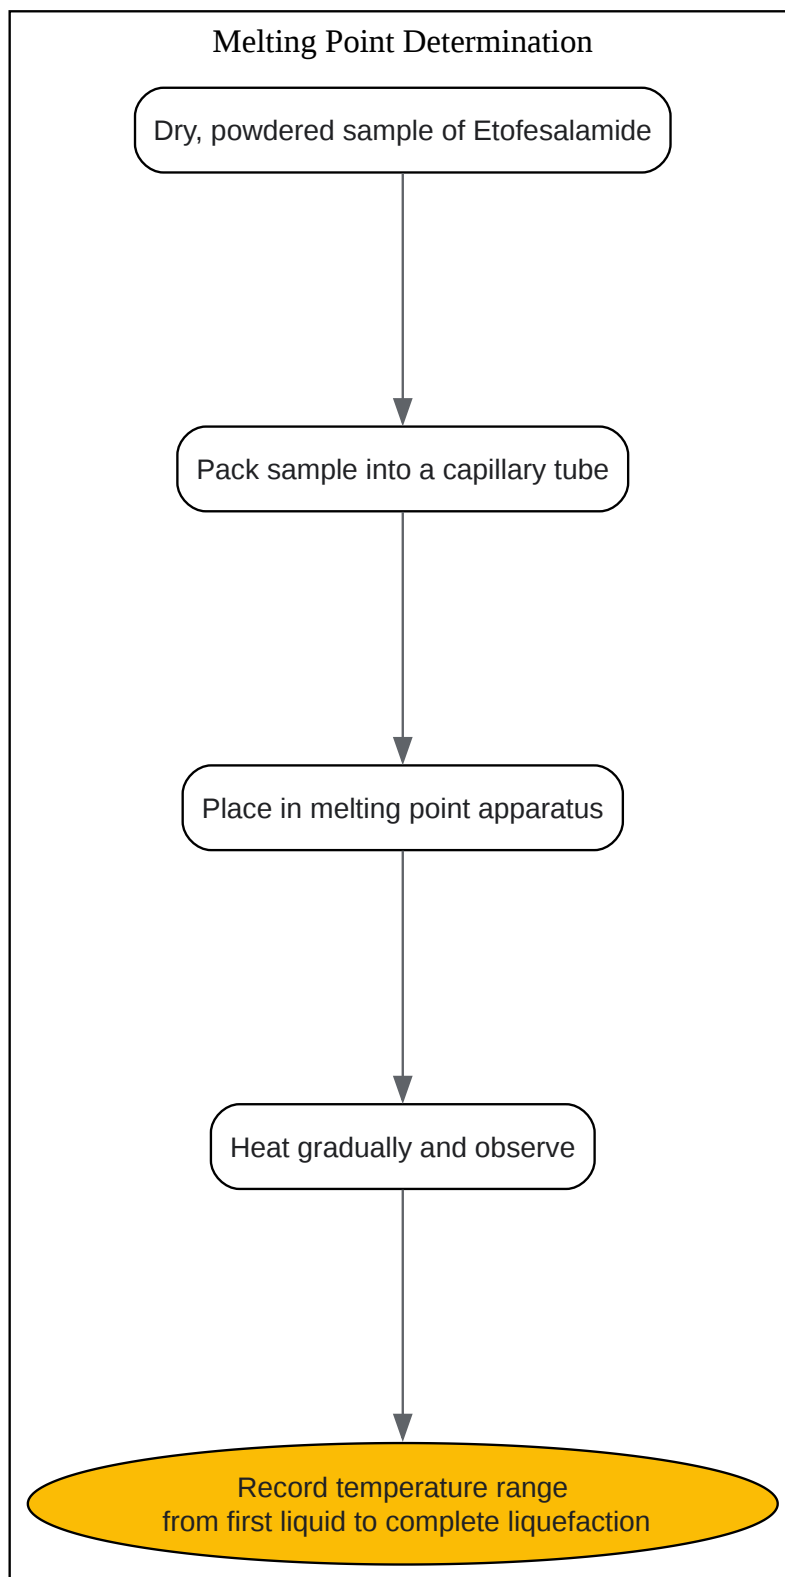 Melting Point Determination
Dry, powdered sample of Etofesalamide
Pack sample into a capillary tube
Place in melting point apparatus
Heat gradually and observe
Record temperature range
from first liquid to complete liquefaction